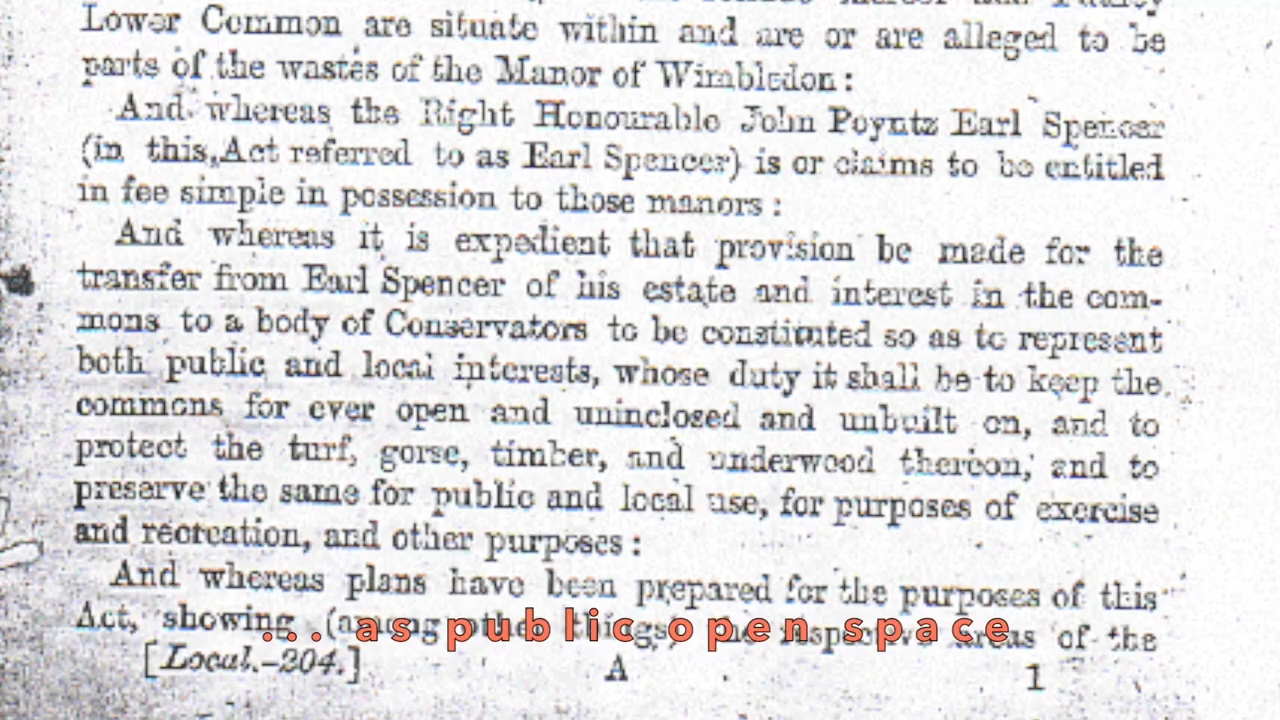 Lower Common are situate within and are or are alleged to be
parts of the wastes of the Manor of Wimbledon:
And whereas the Right Honourable John Poyntz Earl Spencer
(in this Act referred to as Earl Spencer) is or claims to be entitled
in fee simple in possession to those manors:
And whereas it is expedient that provision be made for the
transfer from Earl Spencer of his estate and interest in the com-
mons to a body of Conservators to be constituted so as to represent
both public and local interests, whose duty it shall be to keep the
commons for ever open and uninclosed and unbuilt on, and to
protect the turf, gorse, timber, and underwood thereon, and to
preserve the same for public and local use, for purposes of exercise
and recreation, and other purposes:
And whereas plans have been prepared for the purposes of this
Act, showing (among other things) the respective areas of the
... as public open space
[Local.-204.] A 1